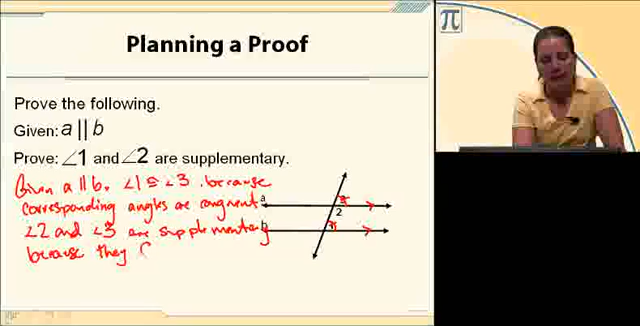 Planning a Proof
π
Prove the following.
Given: a || b
Prove: ∠1 and ∠2 are supplementary.
Given a || b, ∠1 ≅ ∠3 because
corresponding angles are congruent
∠2 and ∠3 are supplementary
because they
a
b
2